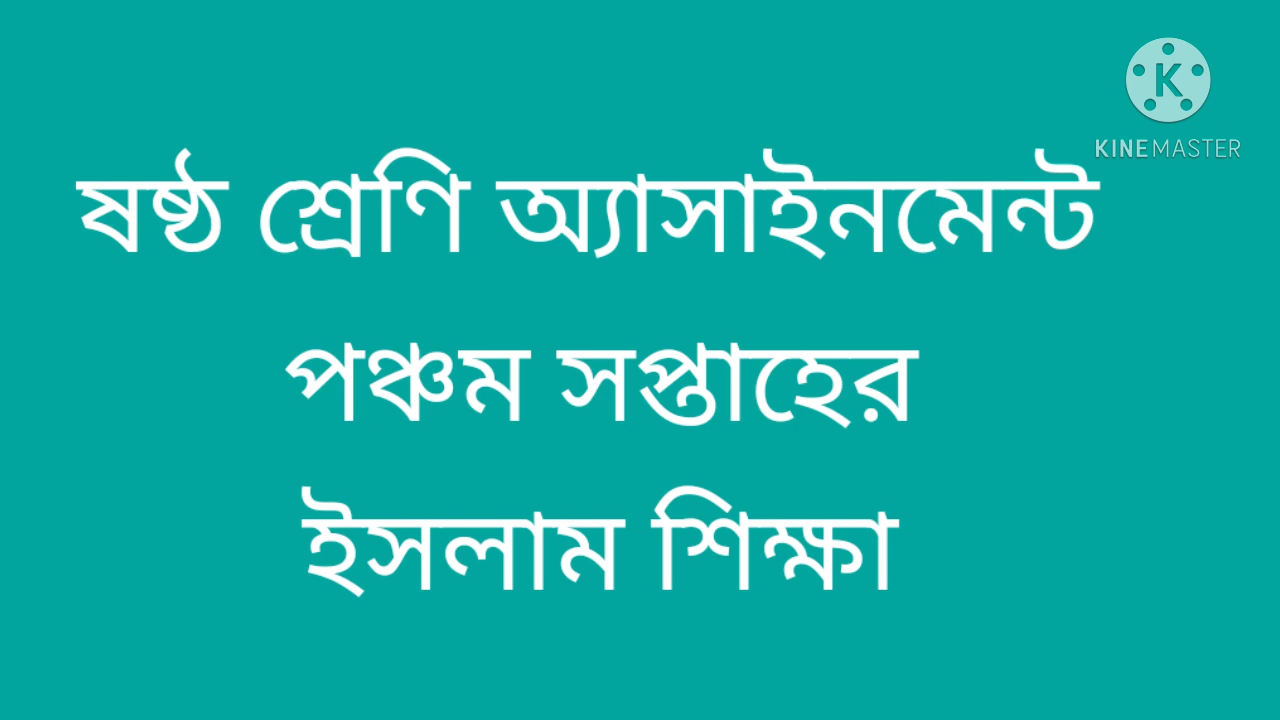 K
KINEMASTER
ষষ্ঠ শ্রেণি অ্যাসাইনমেন্ট
পঞ্চম সপ্তাহের
ইসলাম শিক্ষা